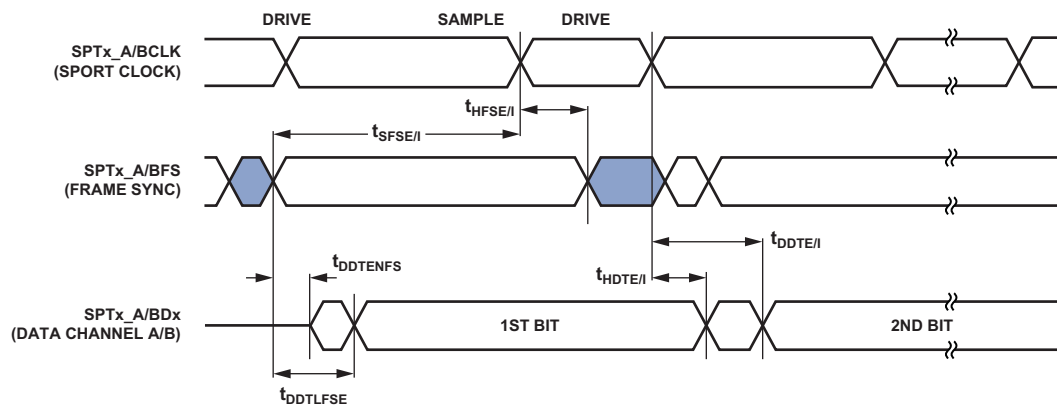 DRIVE SAMPLE DRIVE
SPTx_A/BCLK
(SPORT CLOCK)
tHFSE/I
tSFSE/I
SPTx_A/BFS
(FRAME SYNC)
tDDTE/I
tDDTENFS
tHDTE/I
SPTx_A/BDx
(DATA CHANNEL A/B)
1ST BIT 2ND BIT
tDDTLFSE